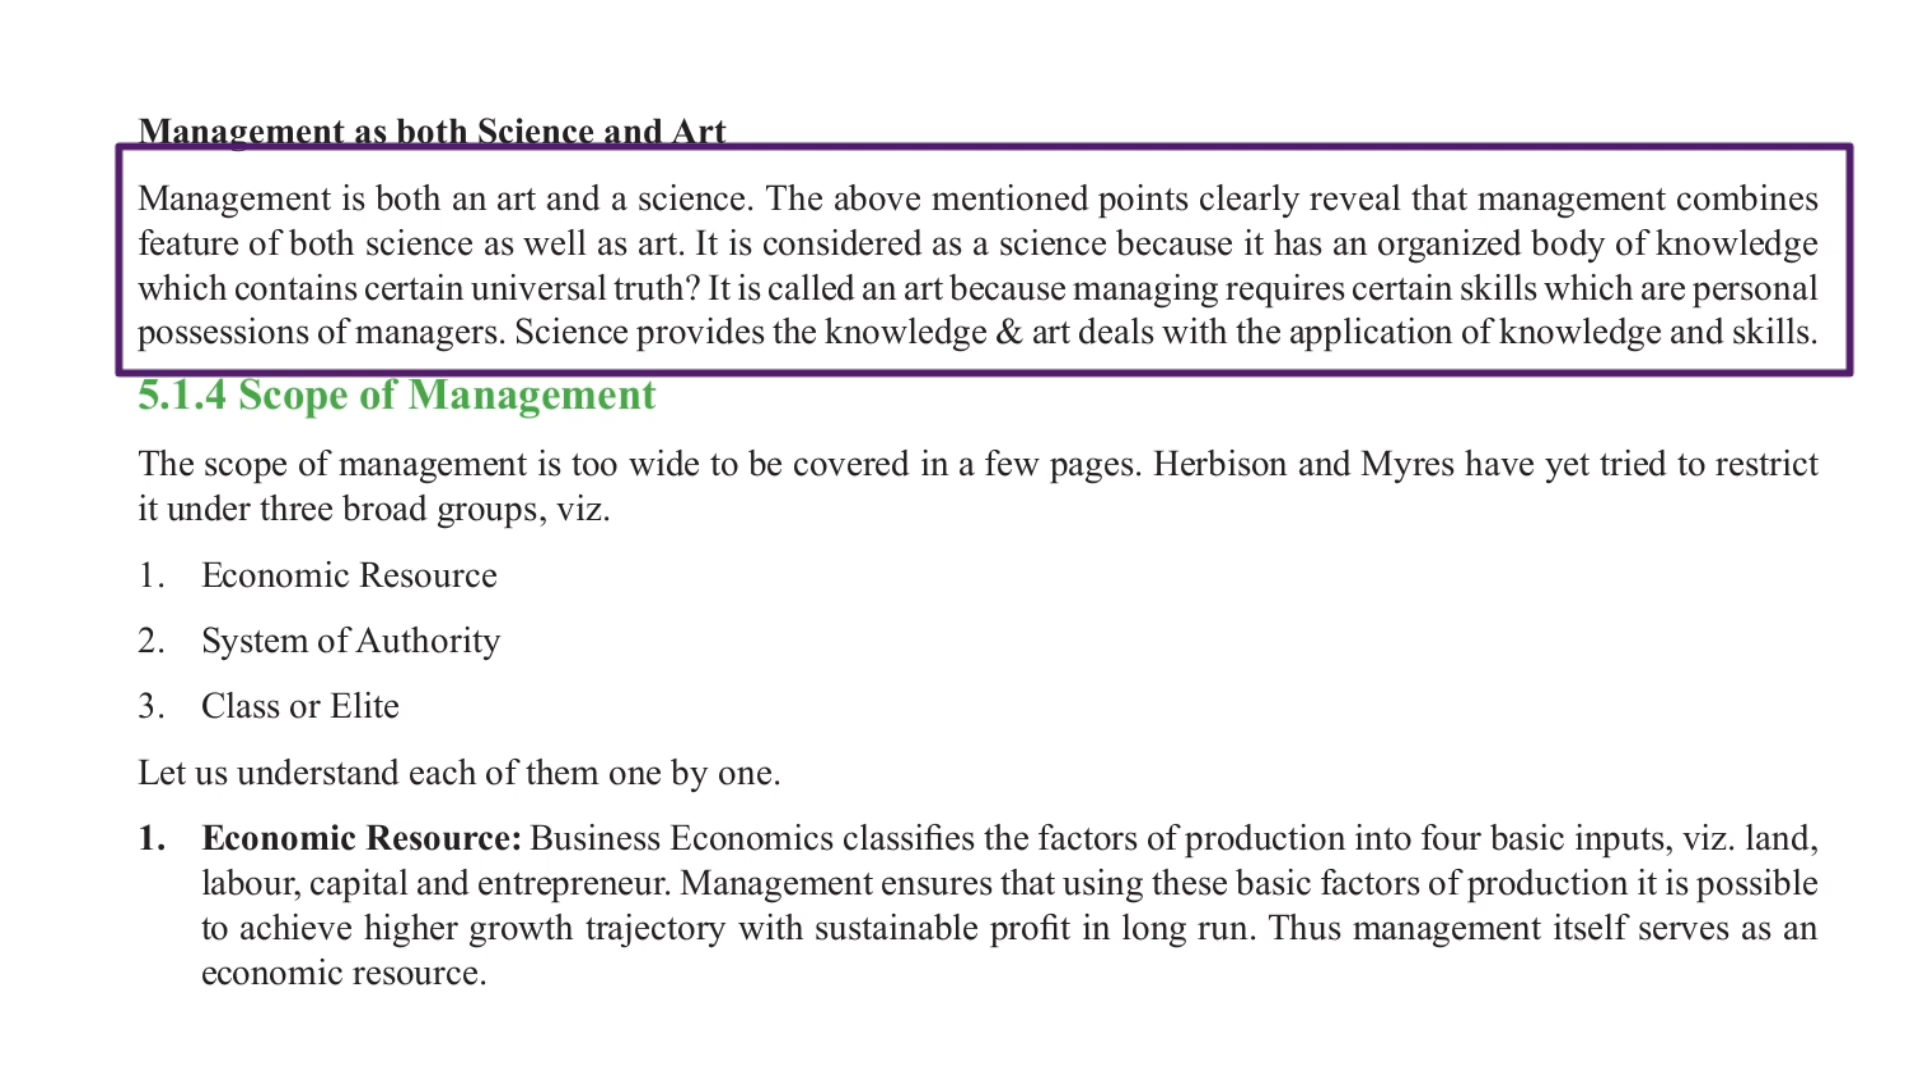 Management as both Science and Art
Management is both an art and a science. The above mentioned points clearly reveal that management combines
feature of both science as well as art. It is considered as a science because it has an organized body of knowledge
which contains certain universal truth? It is called an art because managing requires certain skills which are personal
possessions of managers. Science provides the knowledge & art deals with the application of knowledge and skills.
5.1.4 Scope of Management
The scope of management is too wide to be covered in a few pages. Herbison and Myres have yet tried to restrict
it under three broad groups, viz.
1. Economic Resource
2. System of Authority
3. Class or Elite
Let us understand each of them one by one.
1. Economic Resource: Business Economics classifies the factors of production into four basic inputs, viz. land,
labour, capital and entrepreneur. Management ensures that using these basic factors of production it is possible
to achieve higher growth trajectory with sustainable profit in long run. Thus management itself serves as an
economic resource.